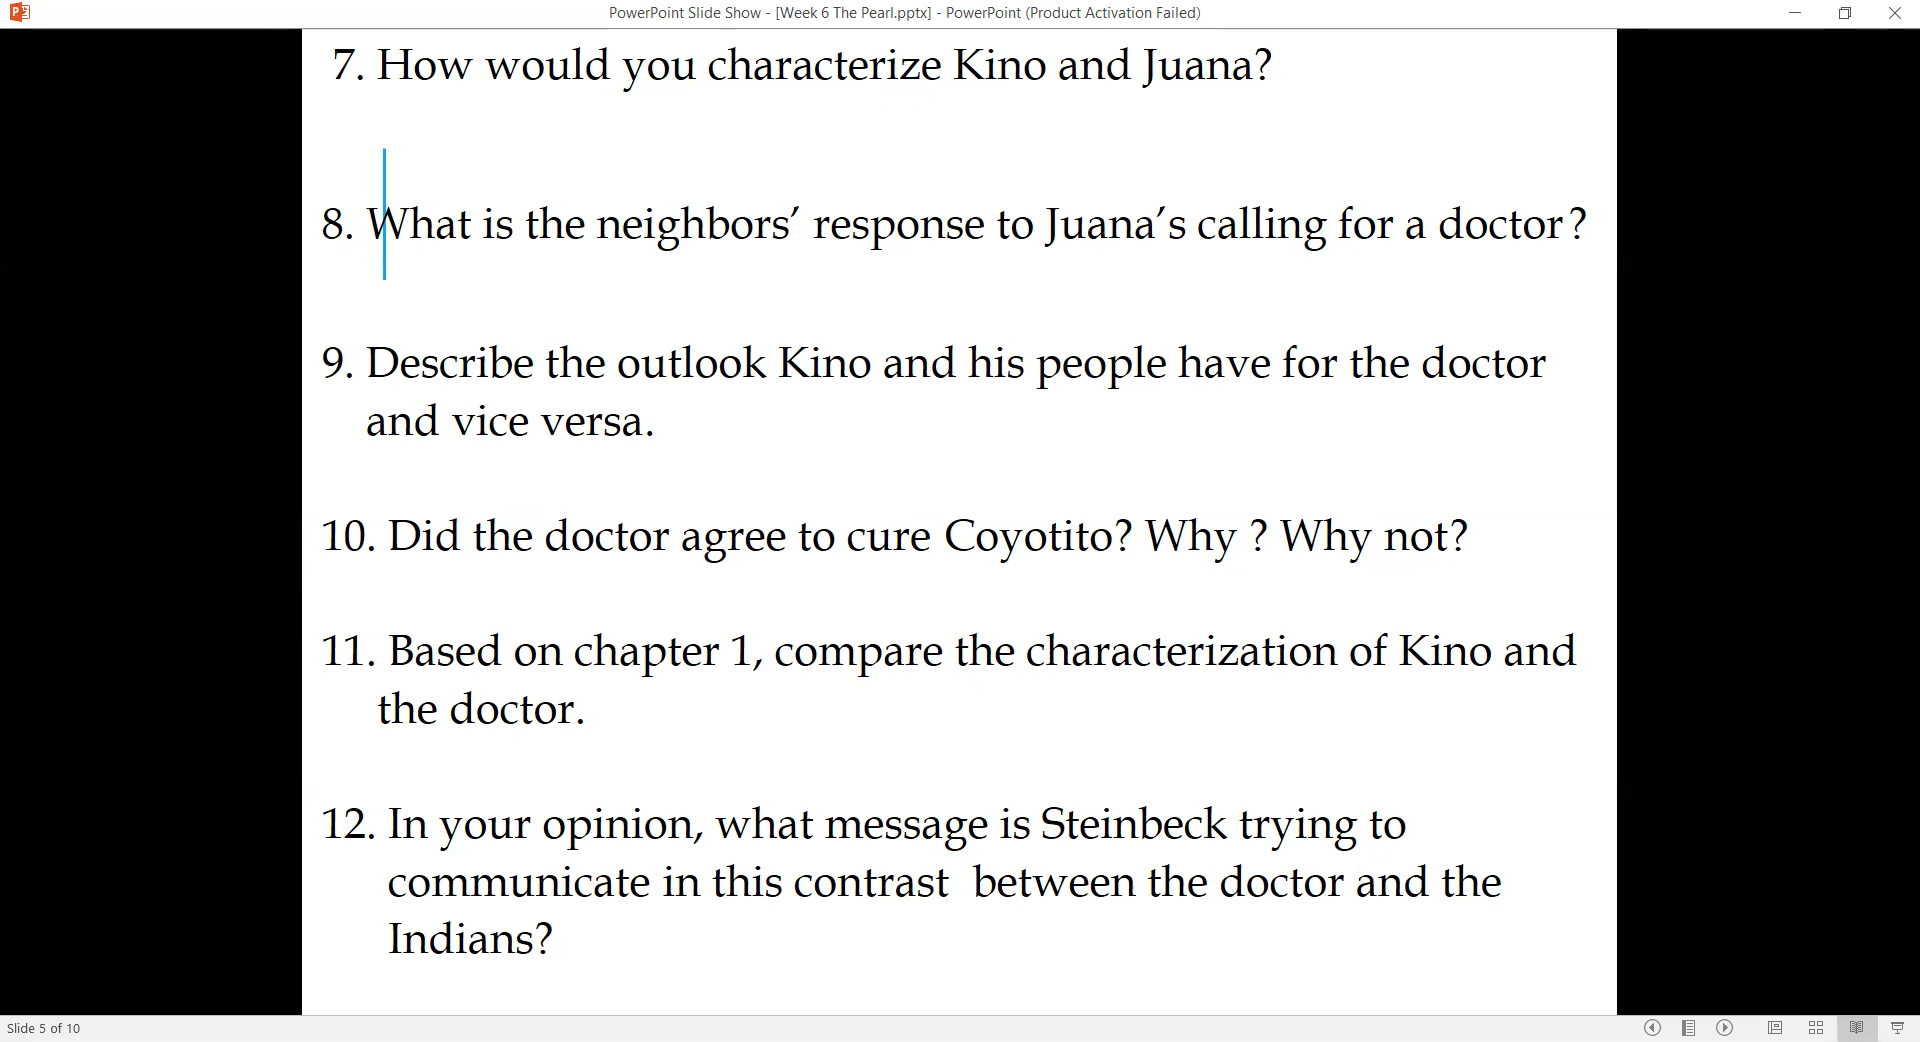 PowerPoint Slide Show - [Week 6 The Pearl.pptx] - PowerPoint (Product Activation Failed)
7. How would you characterize Kino and Juana?
8. What is the neighbors’ response to Juana’s calling for a doctor?
9. Describe the outlook Kino and his people have for the doctor
and vice versa.
10. Did the doctor agree to cure Coyotito? Why ? Why not?
11. Based on chapter 1, compare the characterization of Kino and
the doctor.
12. In your opinion, what message is Steinbeck trying to
communicate in this contrast  between the doctor and the
Indians?
Slide 5 of 10